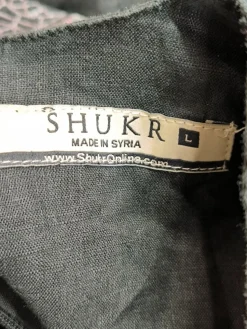 SHUKR L
MADE IN SYRIA
www.ShukrOnline.com